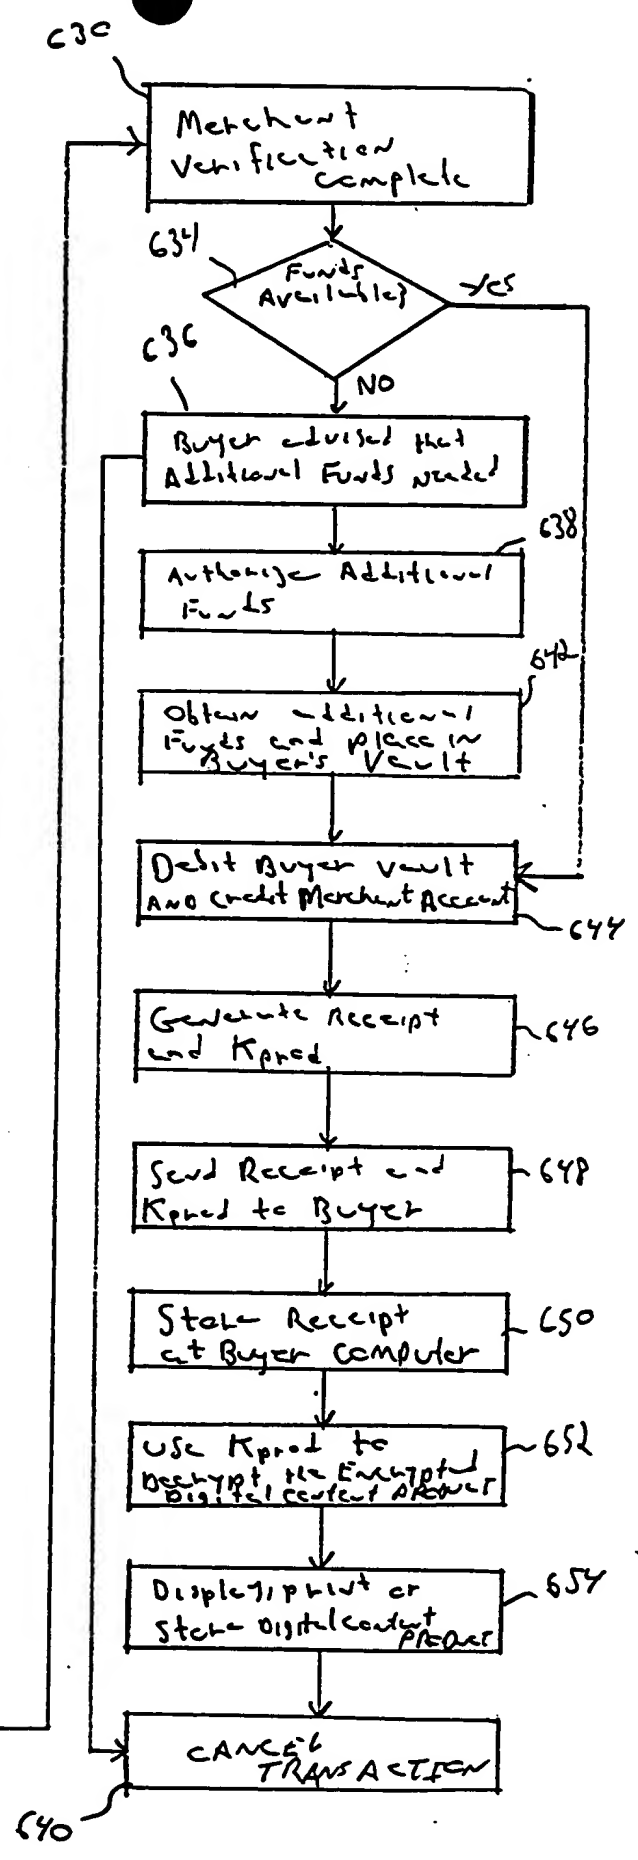 630
Merchant
Verification
complete
634
Funds
Available?
Yes
636
NO
Buyer advised that
Additional Funds needed
638
Authorize Additional
Funds
642
Obtain additional
Funds and place in
Buyer's Vault
Debit Buyer Vault
AND Credit Merchant Account
644
Generate Receipt
and Kprod
646
Send Receipt and
Kprod to Buyer
648
Store Receipt
at Buyer Computer
650
Use Kprod to
Decrypt the Encrypted
Digital Content PRODUCT
652
Display, print or
Store Digital Content
PRODUCT
654
CANCEL
TRANSACTION
640